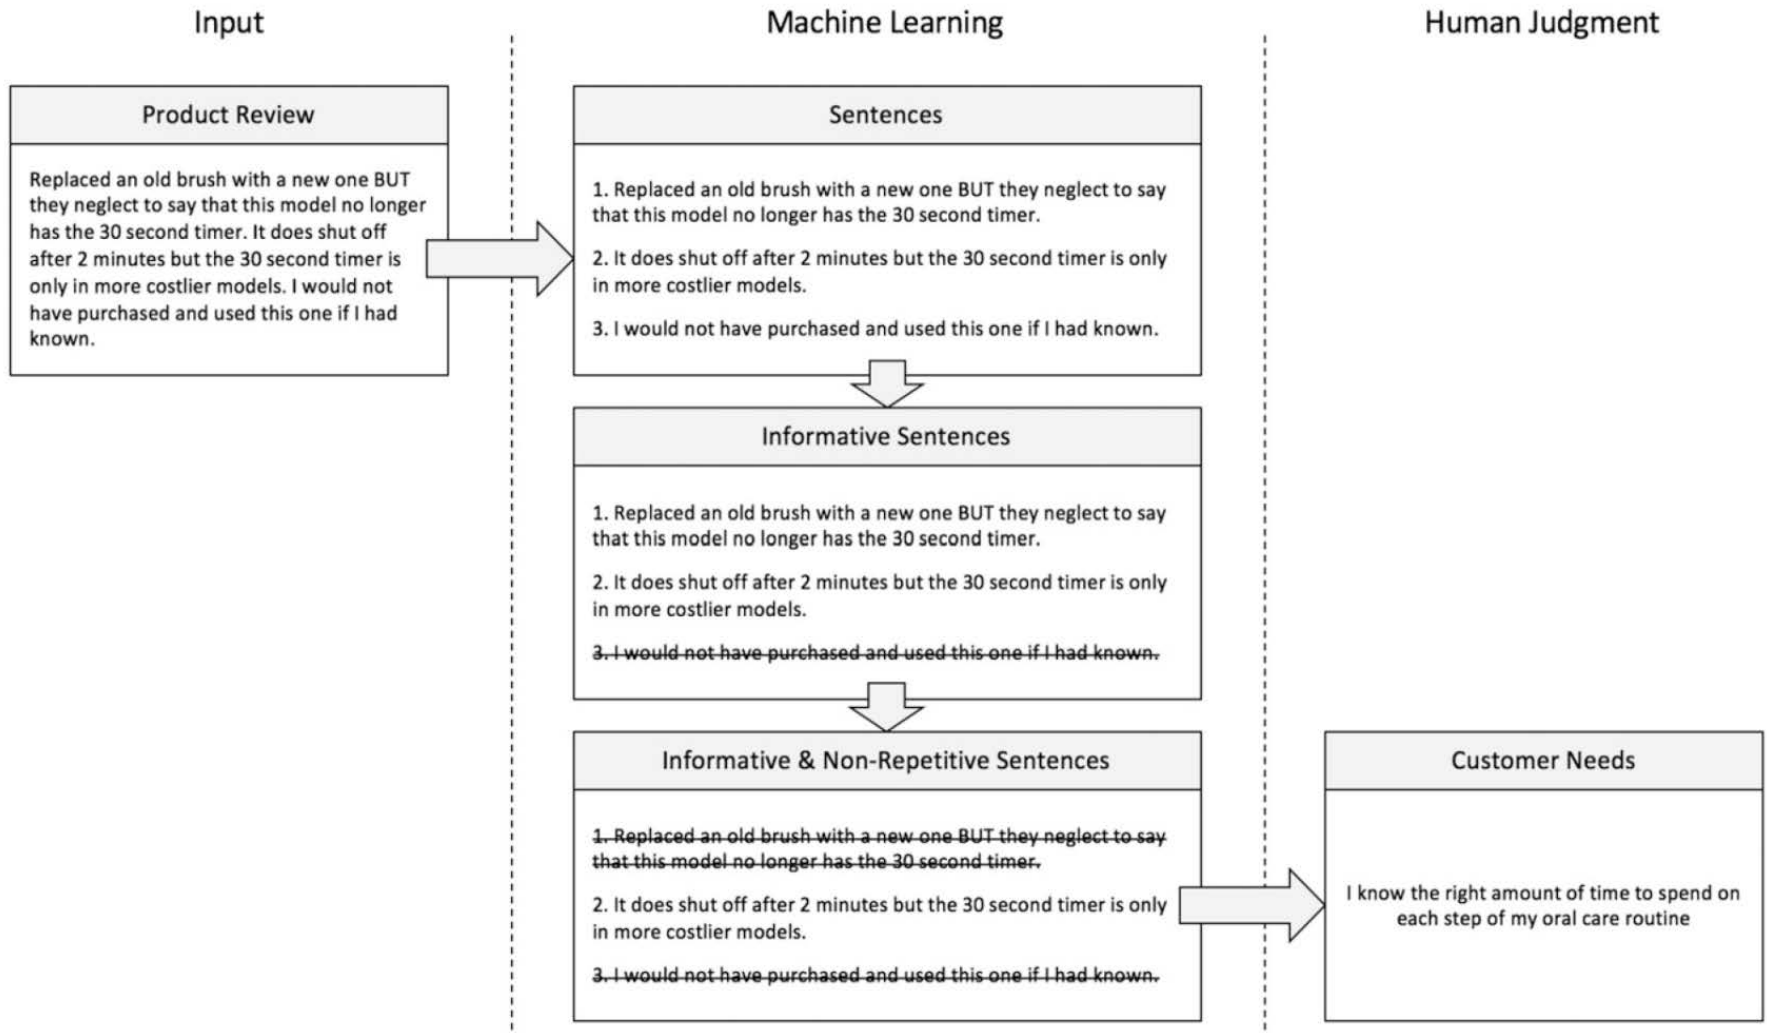 Input
Machine Learning
Human Judgment
Product Review
Replaced an old brush with a new one BUT
they neglect to say that this model no longer
has the 30 second timer. It does shut off
after 2 minutes but the 30 second timer is
only in more costlier models. I would not
have purchased and used this one if I had
known.
Sentences
1. Replaced an old brush with a new one BUT they neglect to say
that this model no longer has the 30 second timer.
2. It does shut off after 2 minutes but the 30 second timer is only
in more costlier models.
3. I would not have purchased and used this one if I had known.
Informative Sentences
1. Replaced an old brush with a new one BUT they neglect to say
that this model no longer has the 30 second timer.
2. It does shut off after 2 minutes but the 30 second timer is only
in more costlier models.
3. I would not have purchased and used this one if I had known.
Informative & Non-Repetitive Sentences
1. Replaced an old brush with a new one BUT they neglect to say
that this model no longer has the 30 second timer.
2. It does shut off after 2 minutes but the 30 second timer is only
in more costlier models.
3. I would not have purchased and used this one if I had known.
Customer Needs
I know the right amount of time to spend on
each step of my oral care routine